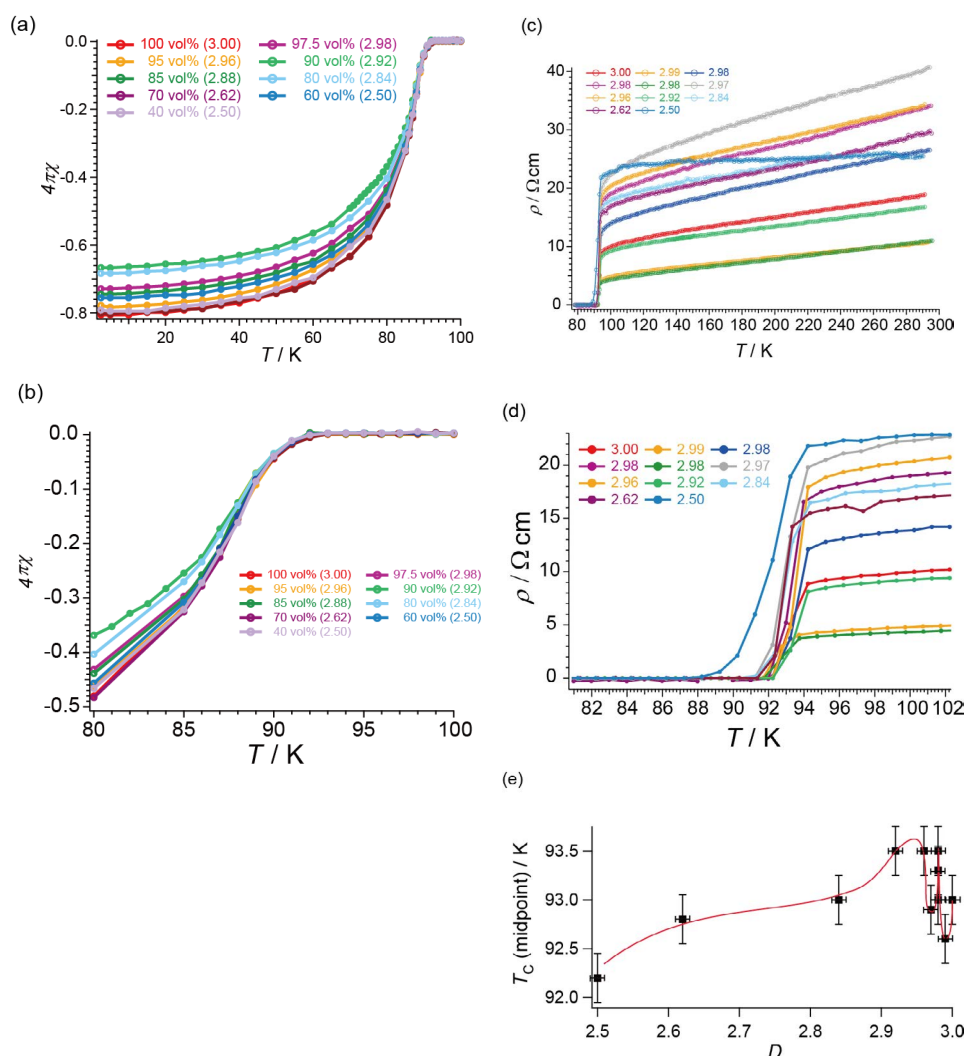 (a)
100 vol% (3.00) 97.5 vol% (2.98)
95 vol% (2.96) 90 vol% (2.92)
85 vol% (2.88) 80 vol% (2.84)
70 vol% (2.62) 60 vol% (2.50)
40 vol% (2.50)
0.0
-0.2
-0.4
-0.6
-0.8
4πχ
20 40 60 80 100
T / K
(c)
3.00 2.99 2.98
2.98 2.98 2.97
2.96 2.92 2.84
2.62 2.50
40
30
20
10
0
ρ / Ω cm
80 100 120 140 160 180 200 220 240 260 280 300
T / K
(b)
0.0
-0.1
-0.2
-0.3
-0.4
-0.5
4πχ
100 vol% (3.00) 97.5 vol% (2.98)
95 vol% (2.96) 90 vol% (2.92)
85 vol% (2.88) 80 vol% (2.84)
70 vol% (2.62) 60 vol% (2.50)
40 vol% (2.50)
80 85 90 95 100
T / K
(d)
3.00 2.99 2.98
2.98 2.98 2.97
2.96 2.92 2.84
2.62 2.50
20
15
10
5
0
ρ / Ω cm
82 84 86 88 90 92 94 96 98 100 102
T / K
(e)
93.5
93.0
92.5
92.0
TC (midpoint) / K
2.5 2.6 2.7 2.8 2.9 3.0
D